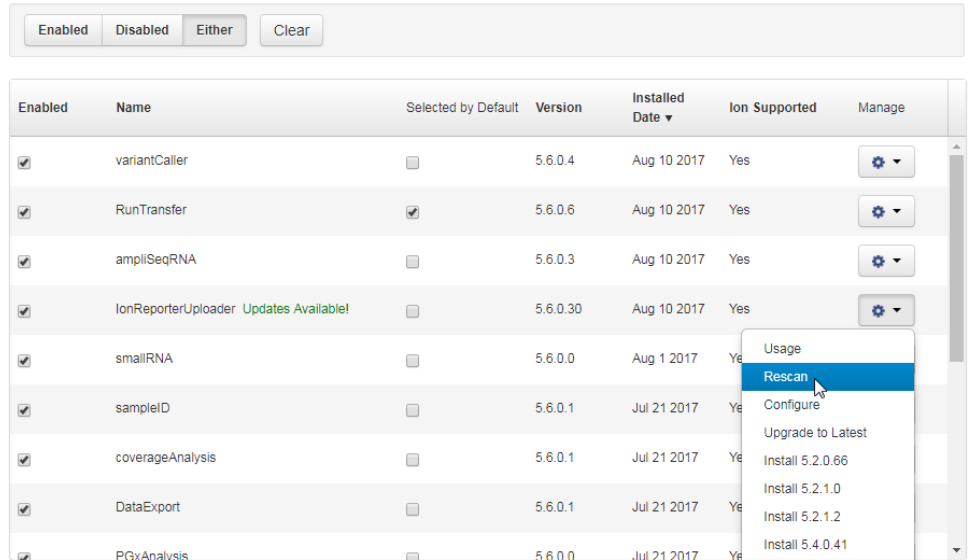 Enabled Disabled Either Clear
Enabled Name Selected by Default Version Installed Date ▼ Ion Supported Manage
variantCaller 5.6.0.4 Aug 10 2017 Yes
RunTransfer 5.6.0.6 Aug 10 2017 Yes
ampliSeqRNA 5.6.0.3 Aug 10 2017 Yes
IonReporterUploader Updates Available! 5.6.0.30 Aug 10 2017 Yes
smallRNA 5.6.0.0 Aug 1 2017 Ye
sampleID 5.6.0.1 Jul 21 2017 Ye
coverageAnalysis 5.6.0.1 Jul 21 2017 Ye
DataExport 5.6.0.1 Jul 21 2017 Ye
PGxAnalysis 5.6.0.0 Jul 21 2017 Ye
Usage
Rescan
Configure
Upgrade to Latest
Install 5.2.0.66
Install 5.2.1.0
Install 5.2.1.2
Install 5.4.0.41